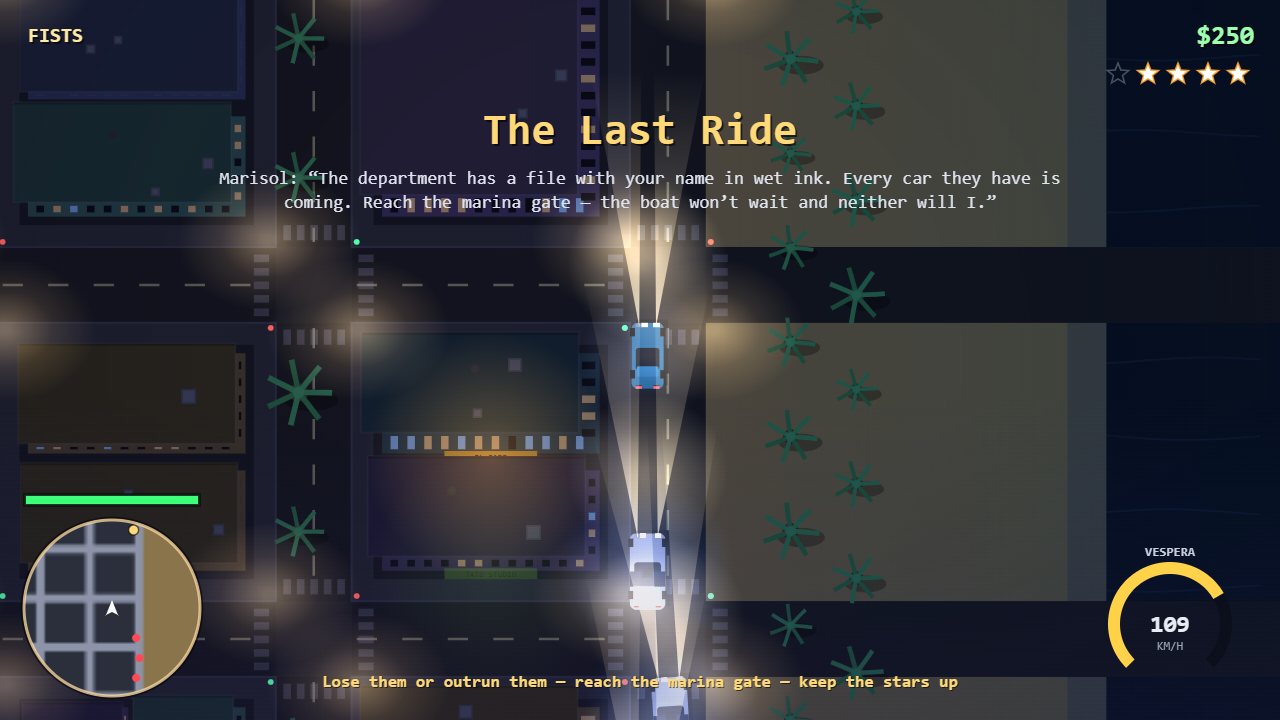 FISTS
$250
The Last Ride
Marisol: “The department has a file with your name in wet ink. Every car they have is
coming. Reach the marina gate — the boat won’t wait and neither will I.”
TATU STUDIO
VESPERA
109
KM/H
Lose them or outrun them — reach the marina gate — keep the stars up